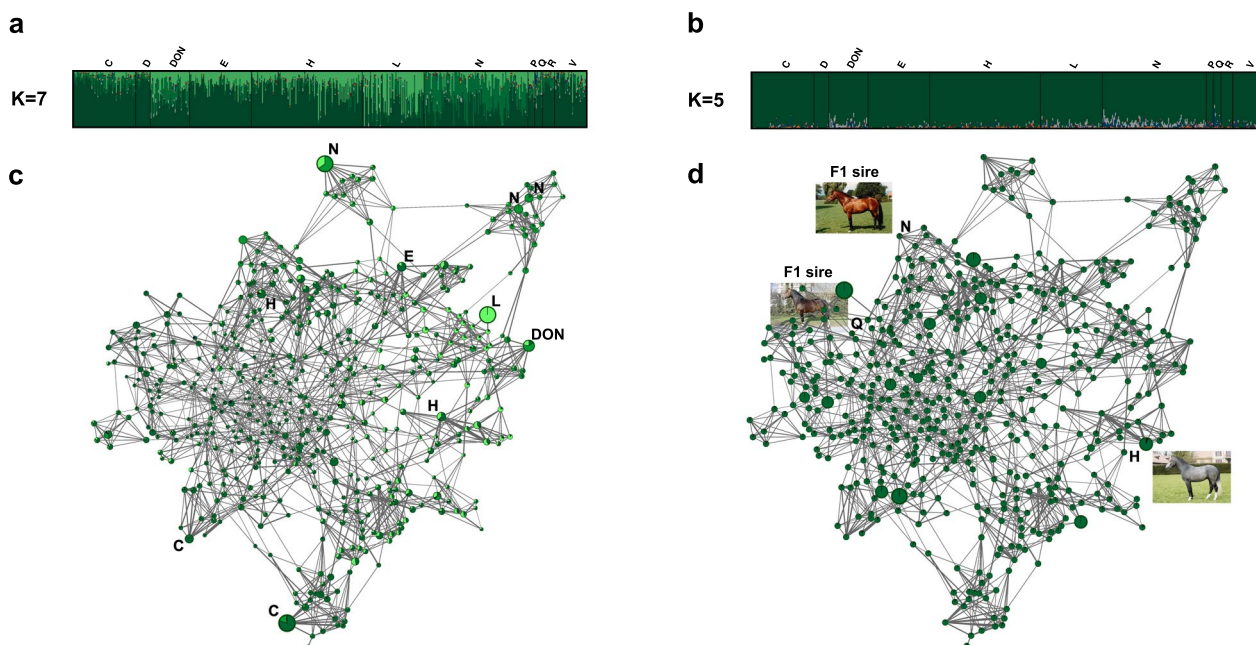 a
b
C D DON E H L N P Q R V
K=7
C D DON E H L N P Q R V
K=5
c
N
N
N
E
H
L
DON
H
C
C
d
F1 sire
N
F1 sire
Q
H